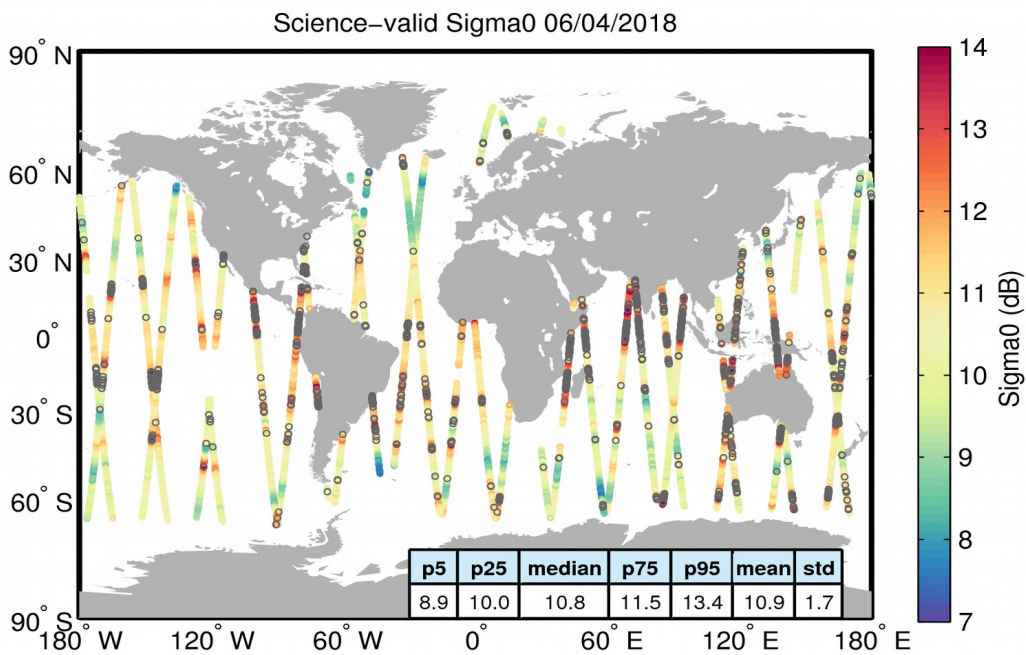 Science−valid Sigma0 06/04/2018
90° N
60° N
30° N
0°
30° S
60° S
90° S
180° W
120° W
60° W
0°
60° E
120° E
180° E
p5 p25 median p75 p95 mean std
8.9 10.0 10.8 11.5 13.4 10.9 1.7
14
13
12
11
10
9
8
7
Sigma0 (dB)